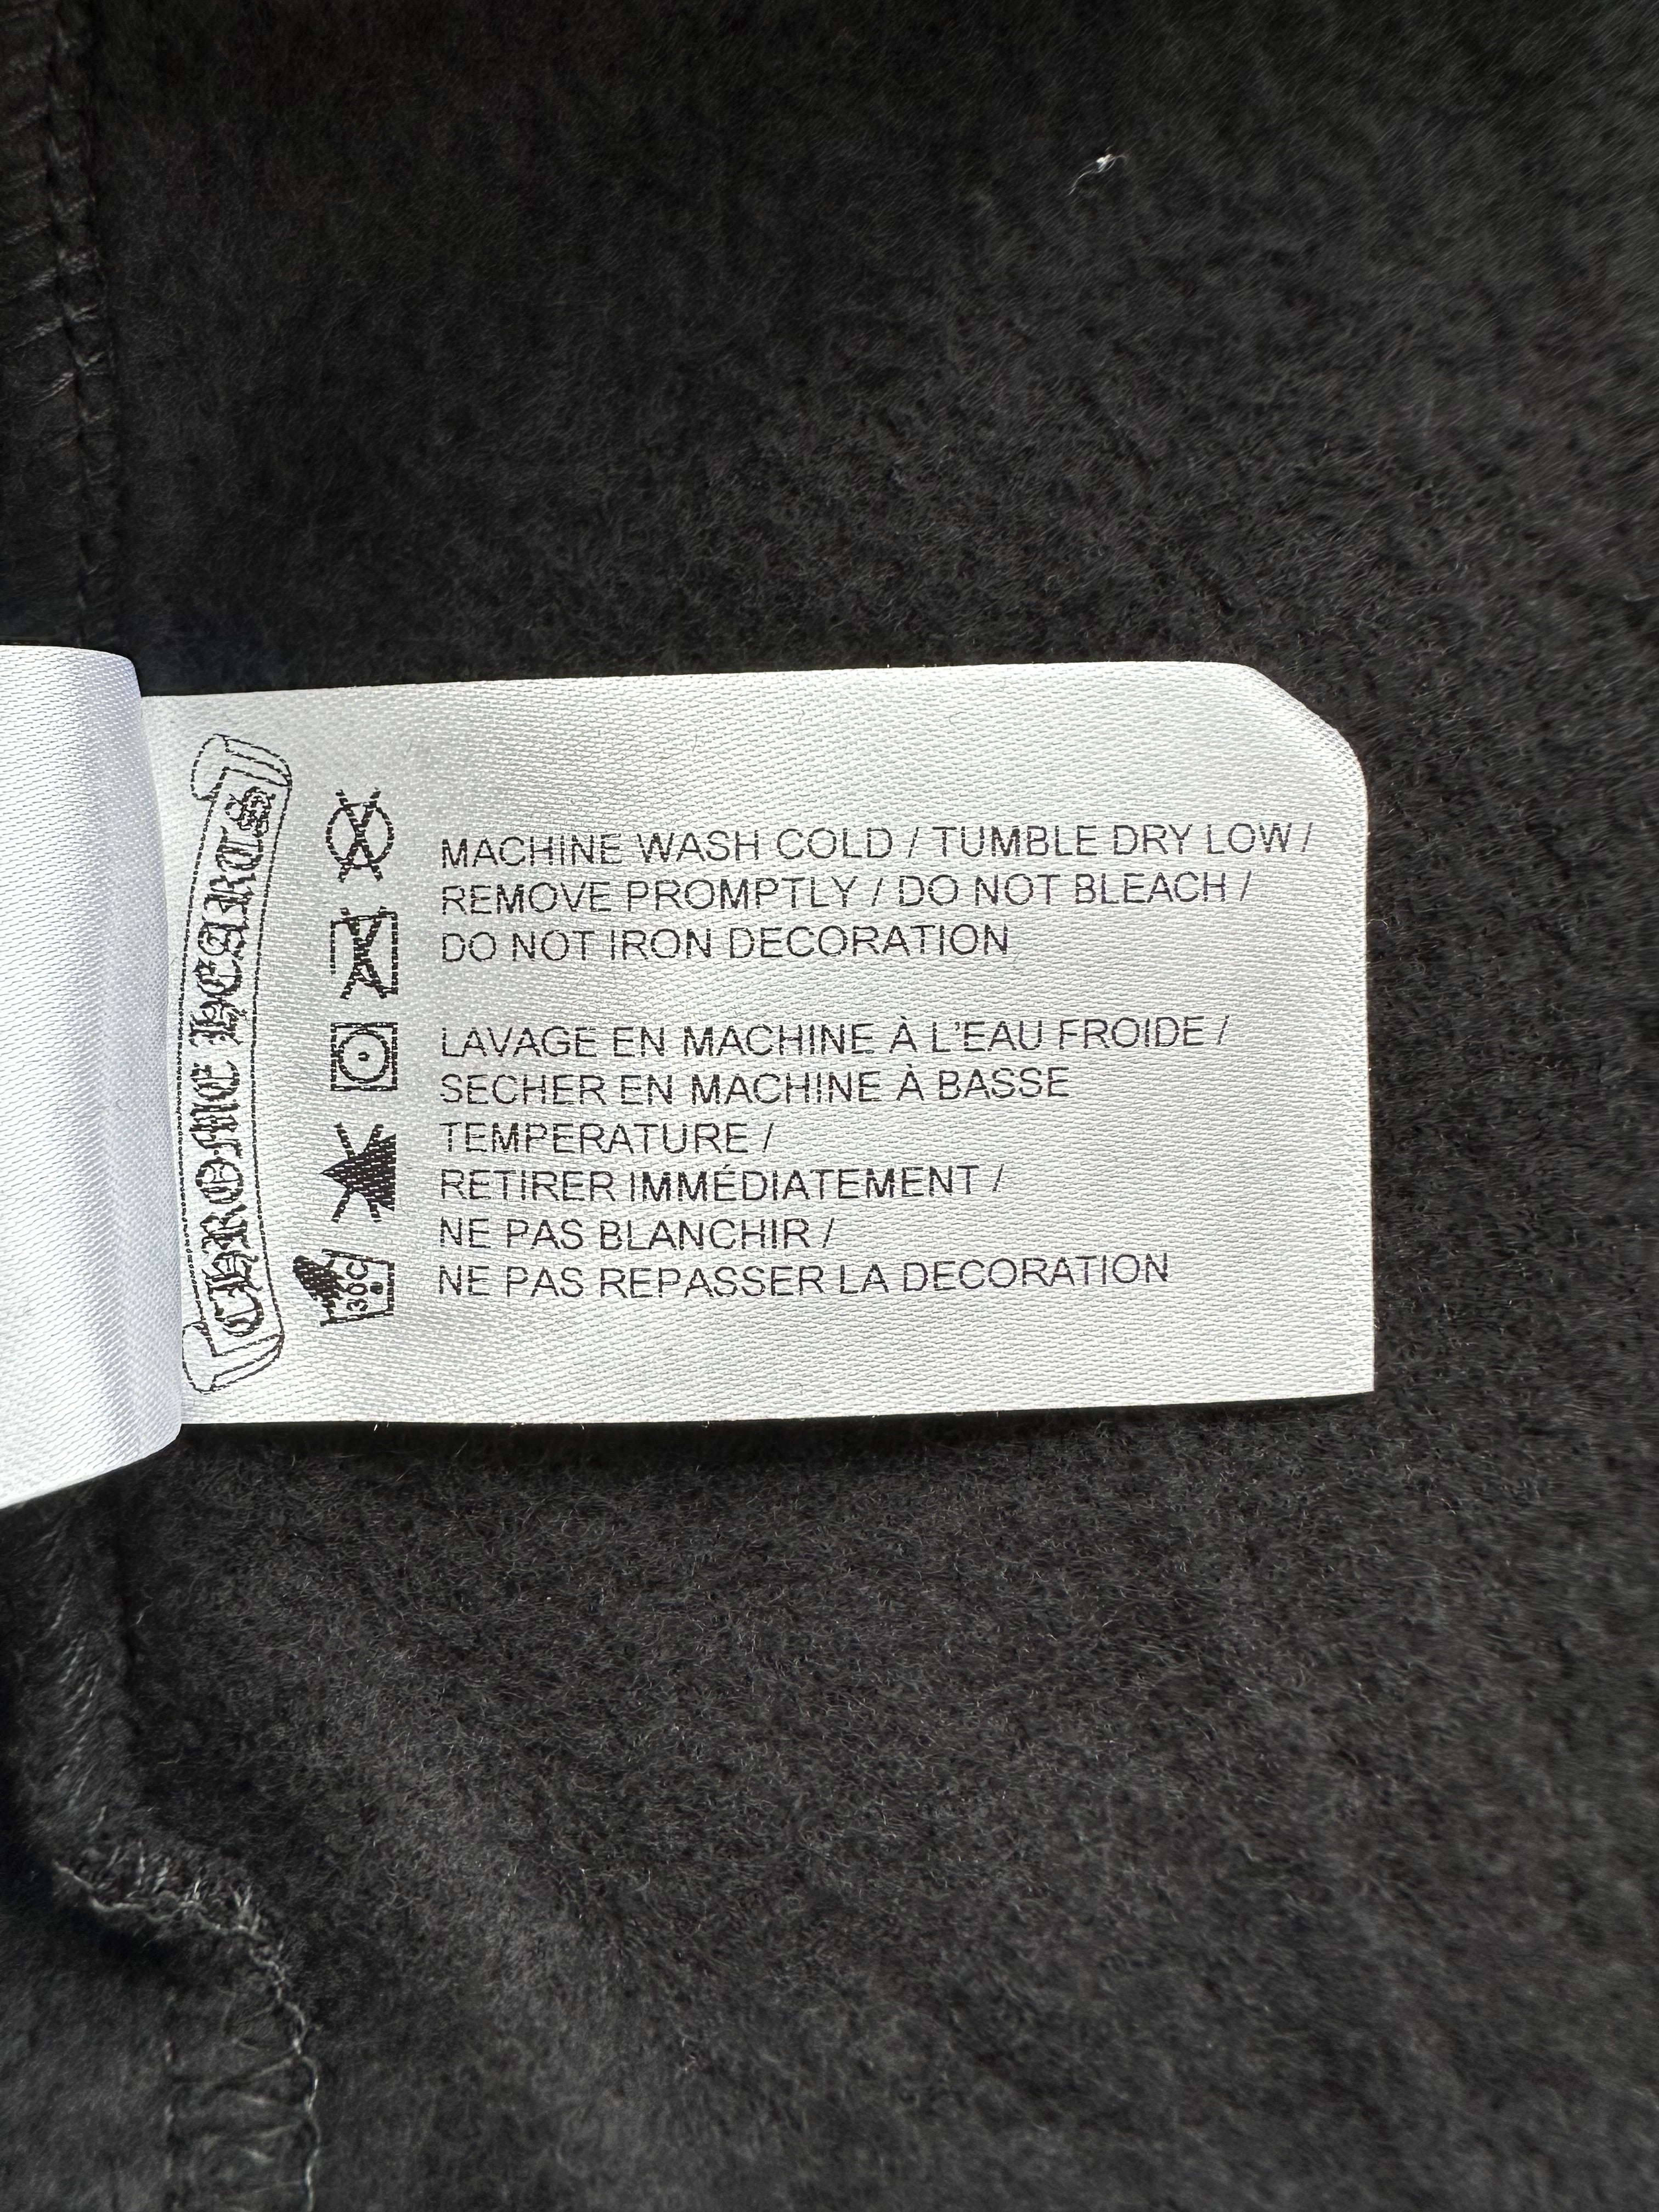 CHROME HEARTS
MACHINE WASH COLD / TUMBLE DRY LOW /
REMOVE PROMPTLY / DO NOT BLEACH /
DO NOT IRON DECORATION
LAVAGE EN MACHINE À L'EAU FROIDE /
SECHER EN MACHINE À BASSE
TEMPERATURE /
RETIRER IMMÉDIATEMENT /
NE PAS BLANCHIR /
NE PAS REPASSER LA DECORATION
30C